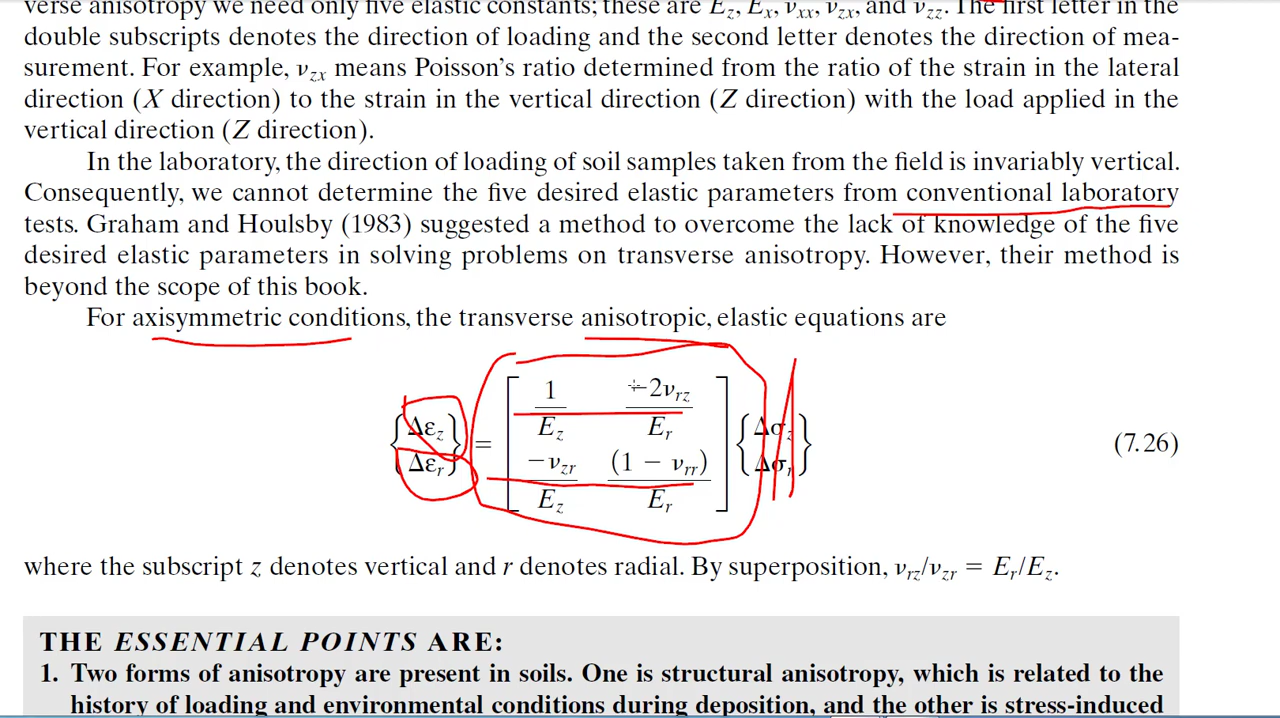 verse anisotropy we need only five elastic constants; these are E_z, E_x, ν_xx, ν_zx, and ν_zz. The first letter in the
double subscripts denotes the direction of loading and the second letter denotes the direction of mea-
surement. For example, ν_zx means Poisson’s ratio determined from the ratio of the strain in the lateral
direction (X direction) to the strain in the vertical direction (Z direction) with the load applied in the
vertical direction (Z direction).
In the laboratory, the direction of loading of soil samples taken from the field is invariably vertical.
Consequently, we cannot determine the five desired elastic parameters from conventional laboratory
tests. Graham and Houlsby (1983) suggested a method to overcome the lack of knowledge of the five
desired elastic parameters in solving problems on transverse anisotropy. However, their method is
beyond the scope of this book.
For axisymmetric conditions, the transverse anisotropic, elastic equations are
1 −2ν_rz
{Δε_z} E_z E_r {Δσ_z}
= (7.26)
{Δε_r} −ν_zr (1 − ν_rr) {Δσ_r}
E_z E_r
where the subscript z denotes vertical and r denotes radial. By superposition, ν_rz/ν_zr = E_r/E_z.
THE ESSENTIAL POINTS ARE:
1. Two forms of anisotropy are present in soils. One is structural anisotropy, which is related to the
history of loading and environmental conditions during deposition, and the other is stress-induced